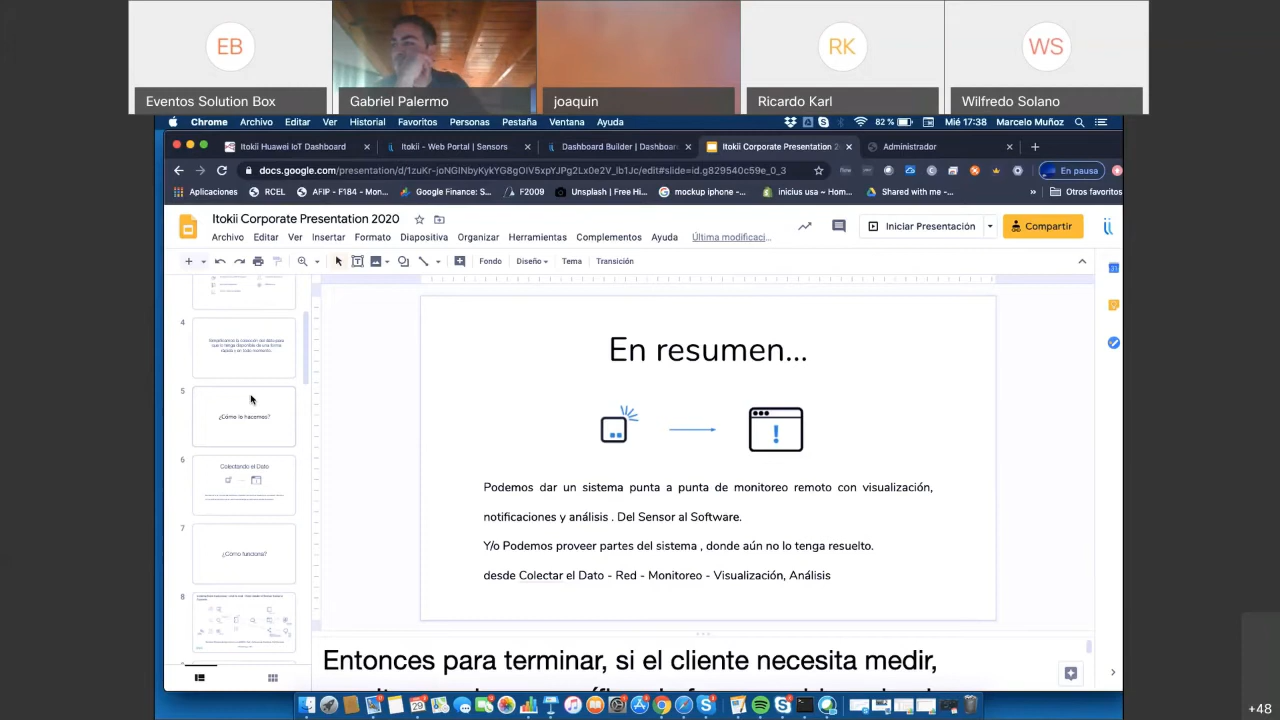 EB
RK
WS
Eventos Solution Box
Gabriel Palermo
joaquin
Ricardo Karl
Wilfredo Solano
Chrome Archivo Editar Ver Historial Favoritos Personas Pestaña Ventana Ayuda
82 % Mié 17:38 Marcelo Muñoz
Itokii Huawei IoT Dashboard
Itokii - Web Portal | Sensors
Dashboard Builder | Dashboar
Itokii Corporate Presentation 2
Administrador
docs.google.com/presentation/d/1zuKr-joNGINbyKykYG8gOIV5xpYJPg2Lx0e2V_Ib1Jc/edit#slide=id.g829540c59e_0_3
En pausa
Aplicaciones
RCEL
AFIP - F184 - Mon...
Google Finance: S...
F2009
Unsplash | Free Hi...
mockup iphone -...
inicius usa ~ Hom...
Shared with me -...
» Otros favoritos
Itokii Corporate Presentation 2020
Archivo Editar Ver Insertar Formato Diapositiva Organizar Herramientas Complementos Ayuda Última modificaci...
Iniciar Presentación
Compartir
Fondo Diseño Tema Transición
4
5
¿Cómo lo hacemos?
6
Colectando el Dato
7
¿Cómo funciona?
8
En resumen...
Podemos dar un sistema punta a punta de monitoreo remoto con visualización,
notificaciones y análisis . Del Sensor al Software.
Y/o Podemos proveer partes del sistema , donde aún no lo tenga resuelto.
desde Colectar el Dato - Red - Monitoreo - Visualización, Análisis
Entonces para terminar, si el cliente necesita medir,
+48